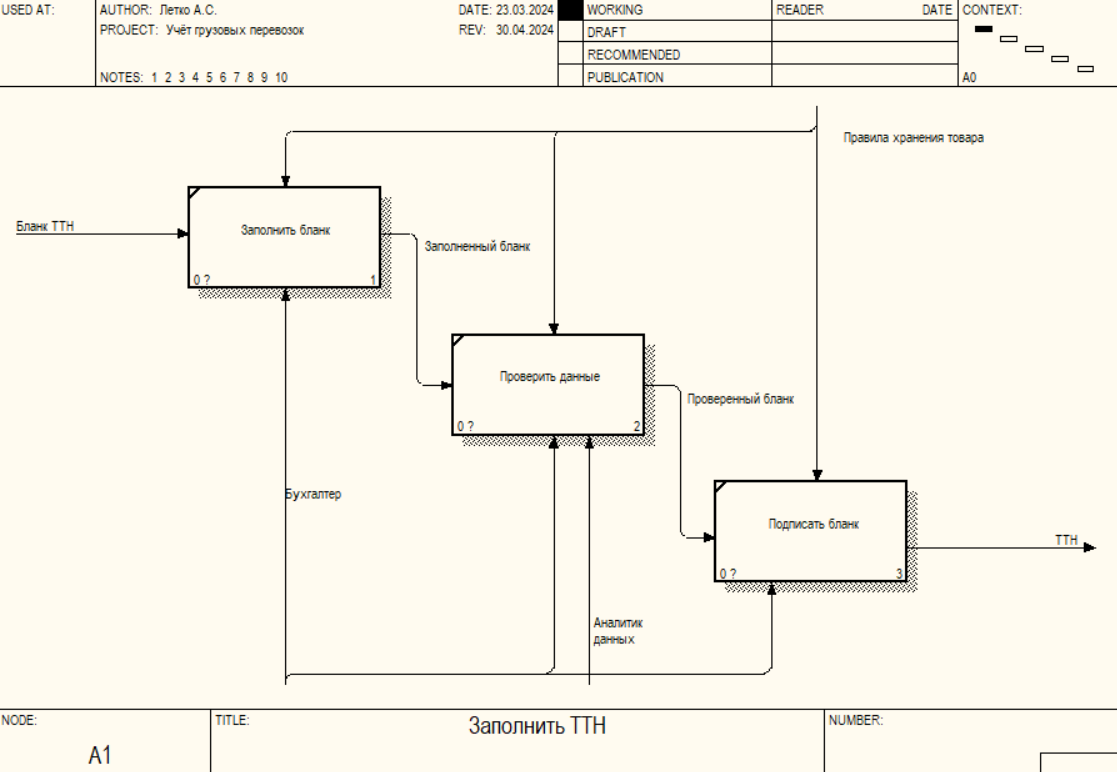 USED AT:
AUTHOR: Летко А.С.
DATE: 23.03.2024
PROJECT: Учёт грузовых перевозок
REV: 30.04.2024
NOTES: 1 2 3 4 5 6 7 8 9 10
WORKING
DRAFT
RECOMMENDED
PUBLICATION
READER
DATE
CONTEXT:
A0
Правила хранения товара
Бланк ТТН
Заполнить бланк
0 ?
1
Заполненный бланк
Проверить данные
0 ?
2
Проверенный бланк
Бухгалтер
Подписать бланк
0 ?
3
ТТН
Аналитик
данных
NODE:
A1
TITLE:
Заполнить ТТН
NUMBER: